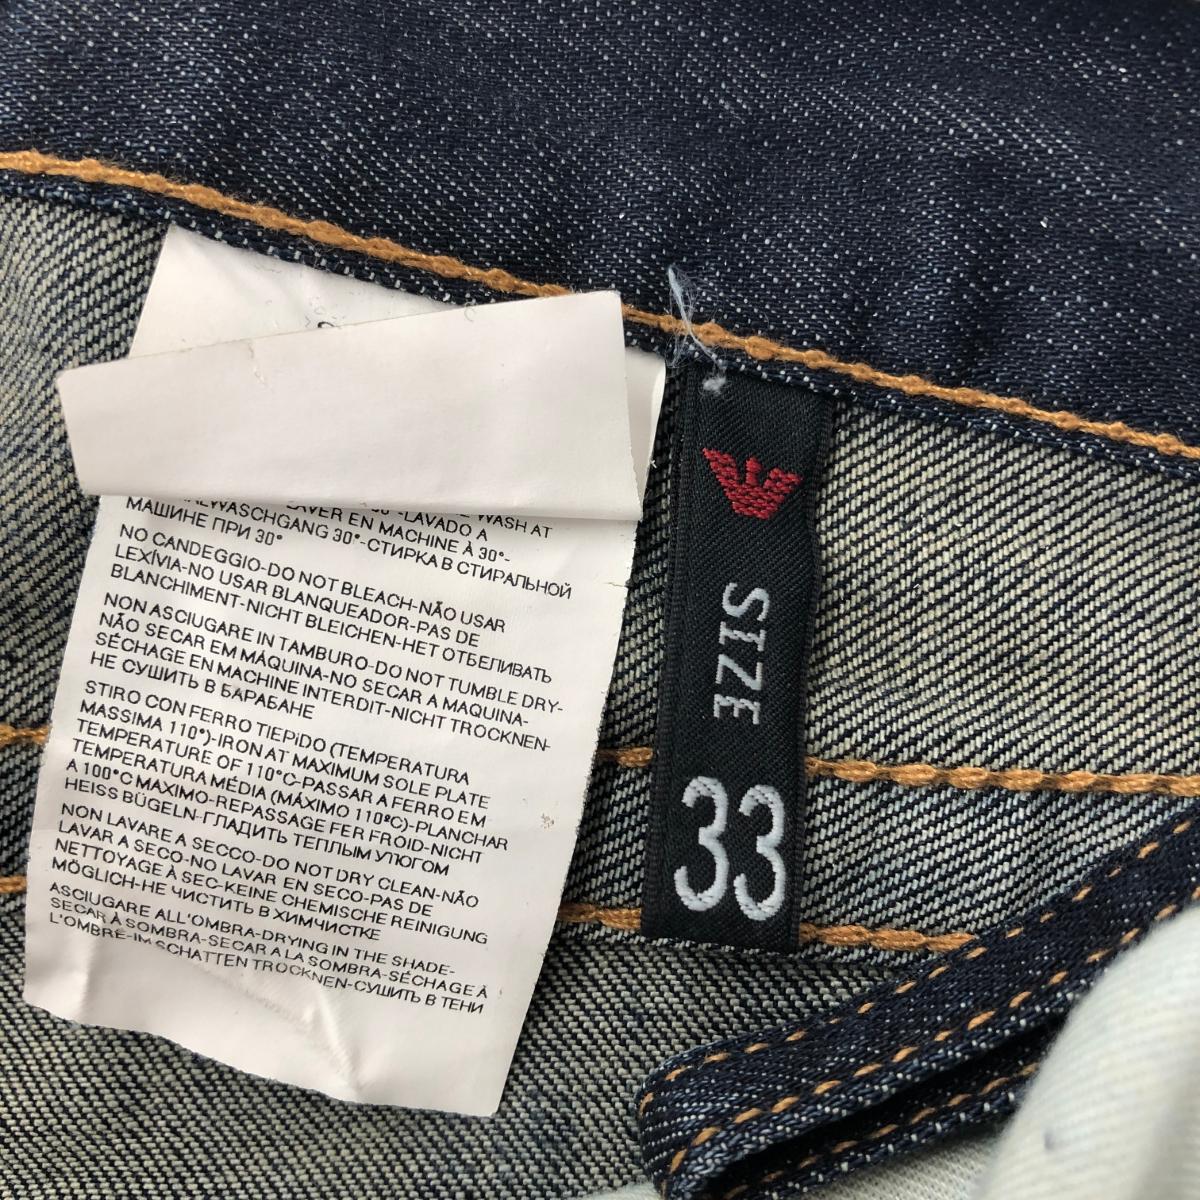 WASH AT
LAVER EN MACHINE À 30°-
WASCHGANG 30°-СТИРКА В СТИРАЛЬНОЙ
МАШИНЕ ПРИ 30°
NO CANDEGGIO-DO NOT BLEACH-NÃO USAR
LEXÍVIA-NO USAR BLANQUEADOR-PAS DE
BLANCHIMENT-NICHT BLEICHEN-НЕТ ОТЬЕЛИВАТЬ
NON ASCIUGARE IN TAMBURO-DO NOT TUMBLE DRY-
NÃO SECAR EM MÁQUINA-NO SECAR A MAQUINA-
SÉCHAGE EN MACHINE INTERDIT-NICHT TROCKNEN-
НЕ СУШИТЬ В БАРАБАНЕ
STIRO CON FERRO TIEPIDO (TEMPERATURA
MASSIMA 110°)-IRON AT MAXIMUM SOLE PLATE
TEMPERATURE OF 110°C-PASSAR A FERRO EM
TEMPERATURA MÉDIA (MÁXIMO 110ºC)-PLANCHAR
A 100°C MAXIMO-REPASSAGE FER FROID-NICHT
HEISS BÜGELN-ГЛАДИТЬ ТЕПЛЫМ УЛЮГОМ
NON LAVARE A SECCO-DO NOT DRY CLEAN-NÃO
LAVAR A SECO-NO LAVAR EN SECO-PAS DE
NETTOYAGE À SEC-KEINE CHEMISCHE REINIGUNG
MÖGLICH-НЕ ЧИСТИТЬ В ХИМЧИСТКЕ
ASCIUGARE ALL'OMBRA-DRYING IN THE SHADE-
SECAR À SOMBRA-SECAR A LA SOMBRA-SÉCHAGE À
L'OMBRE-IM SCHATTEN TROCKNEN-СУШИТЬ В ТЕНИ
SIZE
33